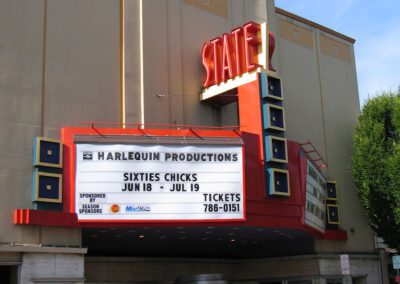 STATE
HARLEQUIN PRODUCTIONS
SIXTIES CHICKS
JUN 18 - JUL 19
SPONSORED
BY
SEASON
SPONSORS
TICKETS
786-0151